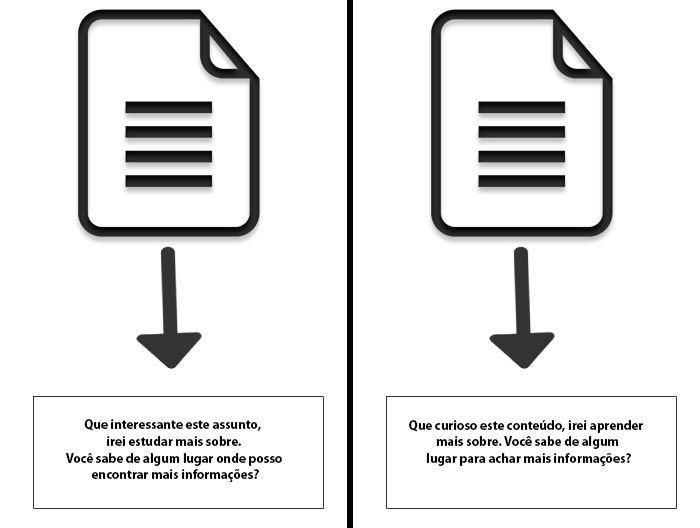 Que interessante este assunto,
irei estudar mais sobre.
Você sabe de algum lugar onde posso
encontrar mais informações?
Que curioso este conteúdo, irei aprender
mais sobre. Você sabe de algum
lugar para achar mais informações?